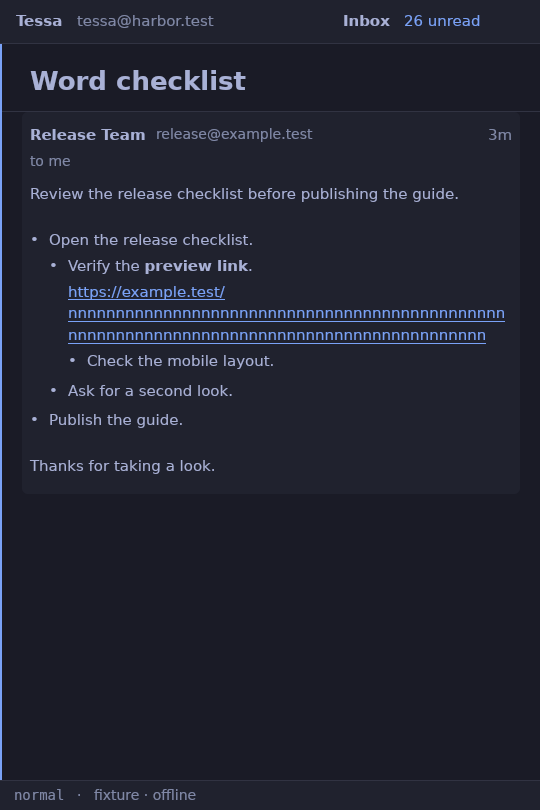 Tessa tessa@harbor.test Inbox 26 unread
Word checklist
Release Team release@example.test 3m
to me
Review the release checklist before publishing the guide.
• Open the release checklist.
• Verify the preview link.
https://example.test/
nnnnnnnnnnnnnnnnnnnnnnnnnnnnnnnnnnnnnnnnnnnnnn
nnnnnnnnnnnnnnnnnnnnnnnnnnnnnnnnnnnnnnnnnnnn
• Check the mobile layout.
• Ask for a second look.
• Publish the guide.
Thanks for taking a look.
normal · fixture · offline